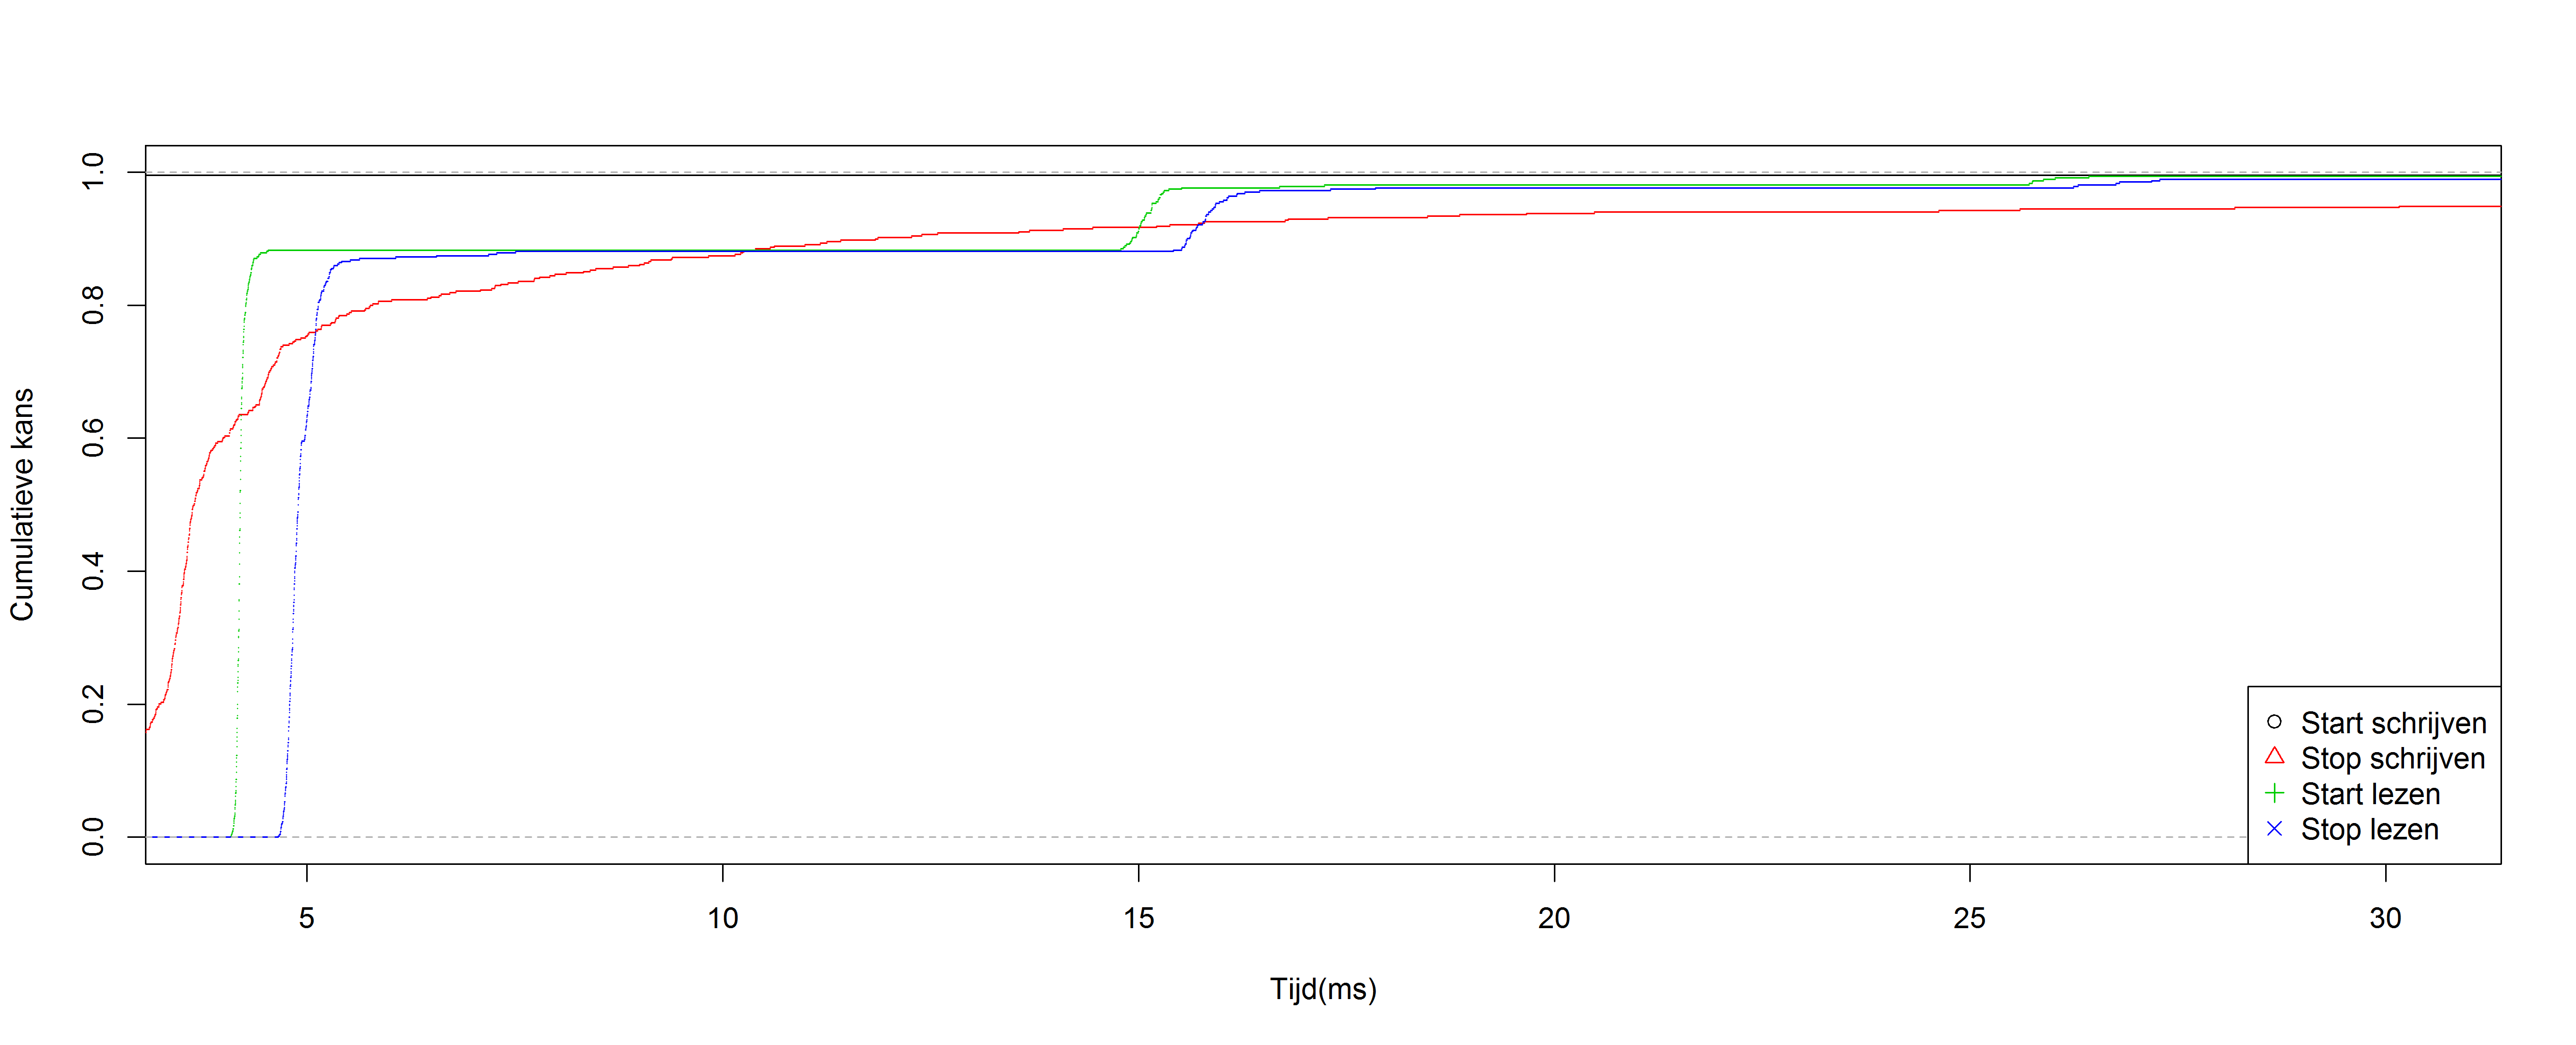 Cumulatieve kans
1.0
0.8
0.6
0.4
0.2
0.0
5 10 15 20 25 30
Tijd(ms)
Start schrijven
Stop schrijven
Start lezen
Stop lezen